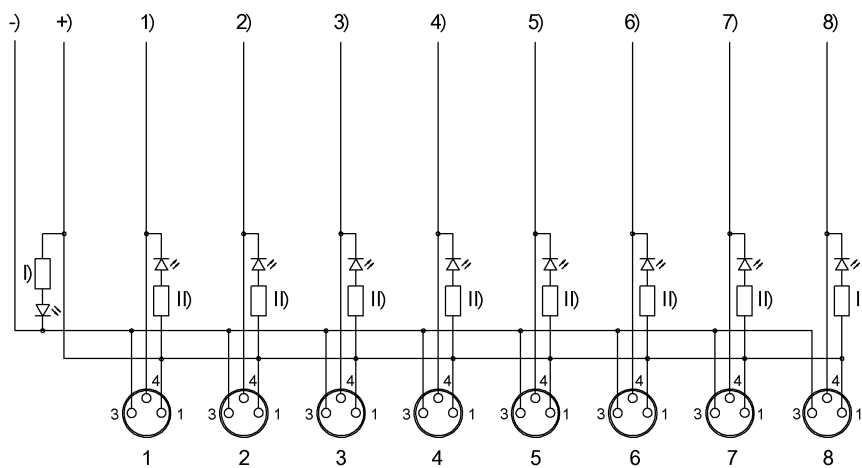 -) +) 1) 2) 3) 4) 5) 6) 7) 8)
I) II) II) II) II) II) II) II) I
4 4 4 4 4 4 4 4
3 1 3 1 3 1 3 1 3 1 3 1 3 1 3 1
1 2 3 4 5 6 7 8